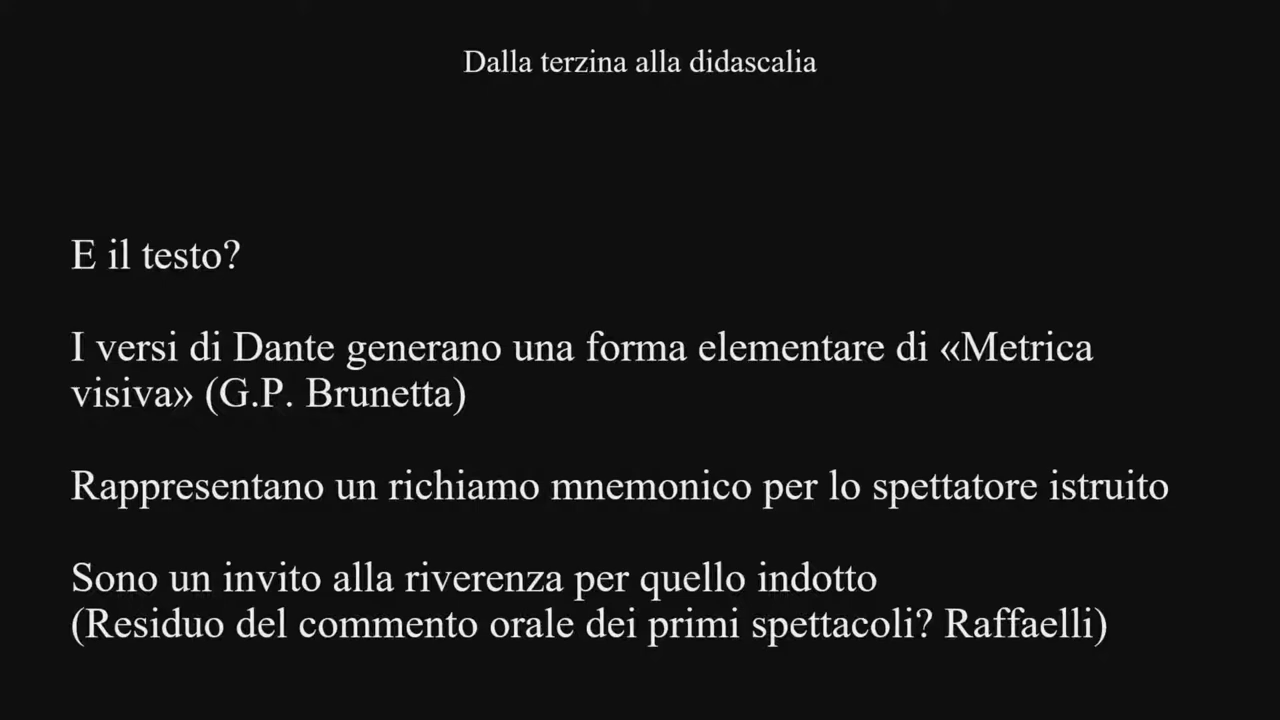 Dalla terzina alla didascalia
E il testo?
I versi di Dante generano una forma elementare di «Metrica
visiva» (G.P. Brunetta)
Rappresentano un richiamo mnemonico per lo spettatore istruito
Sono un invito alla riverenza per quello indotto
(Residuo del commento orale dei primi spettacoli? Raffaelli)